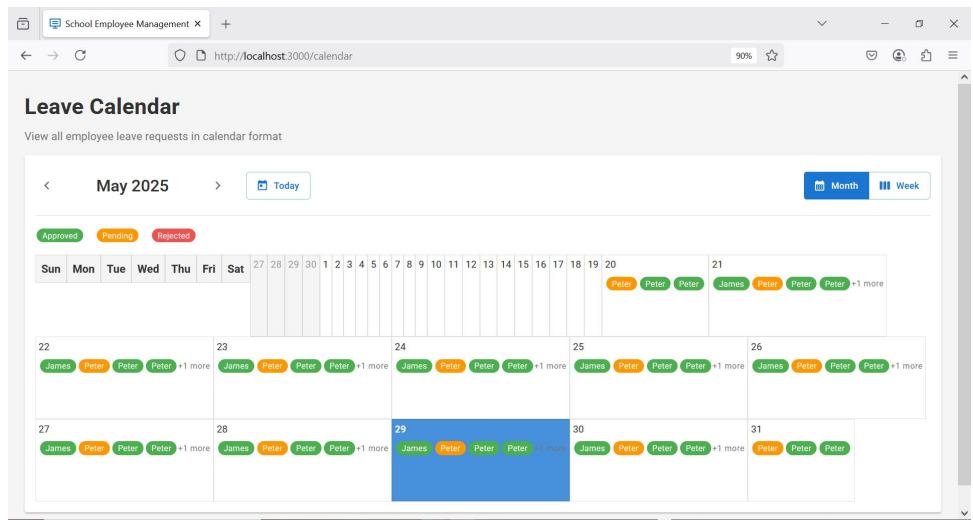 School Employee Management
http://localhost:3000/calendar
90%
Leave Calendar
View all employee leave requests in calendar format
May 2025
Today
Month
Week
Approved Pending Rejected
Sun Mon Tue Wed Thu Fri Sat 27 28 29 30 1 2 3 4 5 6 7 8 9 10 11 12 13 14 15 16 17 18 19 20 21
Peter Peter Peter James Peter Peter Peter +1 more
22 23 24 25 26
James Peter Peter Peter +1 more James Peter Peter Peter +1 more James Peter Peter Peter +1 more James Peter Peter Peter +1 more James Peter Peter Peter +1 more
27 28 29 30 31
James Peter Peter Peter +1 more James Peter Peter Peter +1 more James Peter Peter Peter +1 more James Peter Peter Peter +1 more Peter Peter Peter